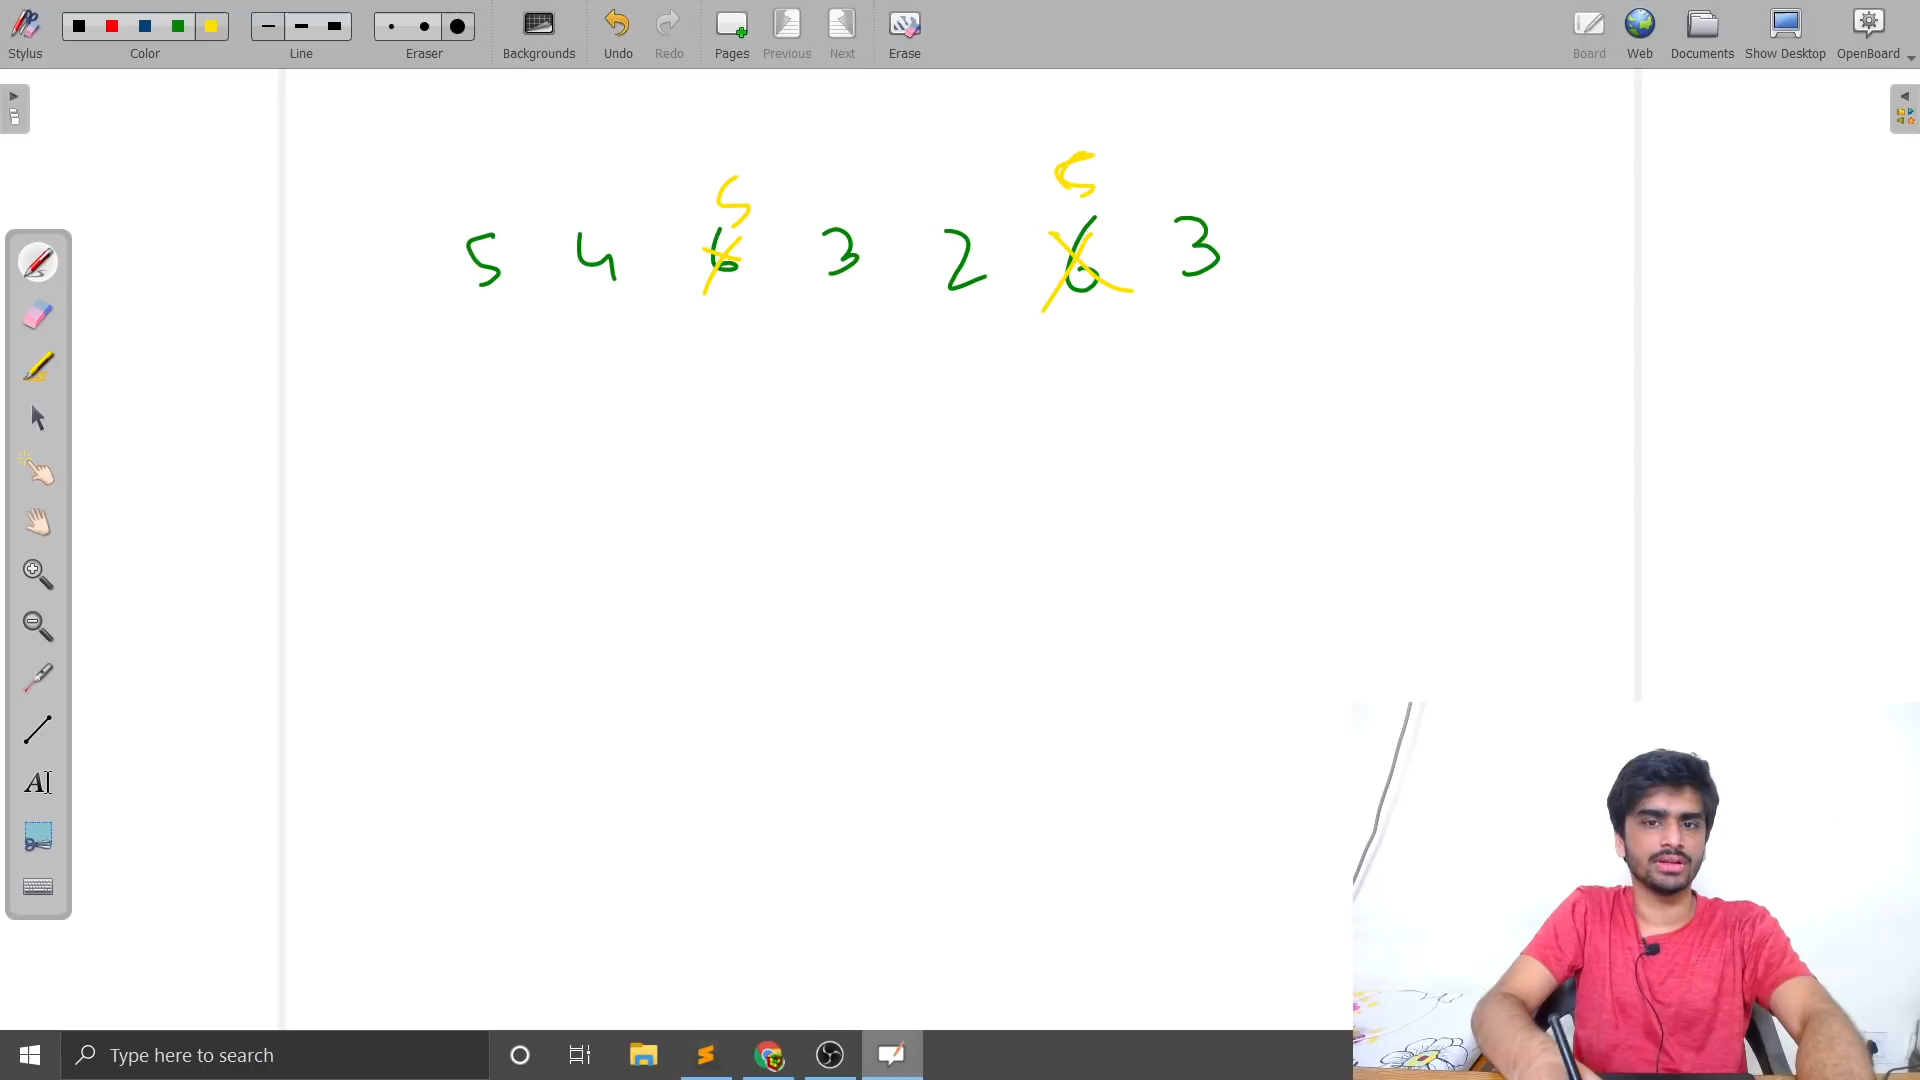 Stylus
Color
Line
Eraser
Backgrounds
Undo
Redo
Pages
Previous
Next
Erase
Board
Web
Documents
Show Desktop
OpenBoard
5 5
5 4 6 3 2 6 3
AI
Type here to search